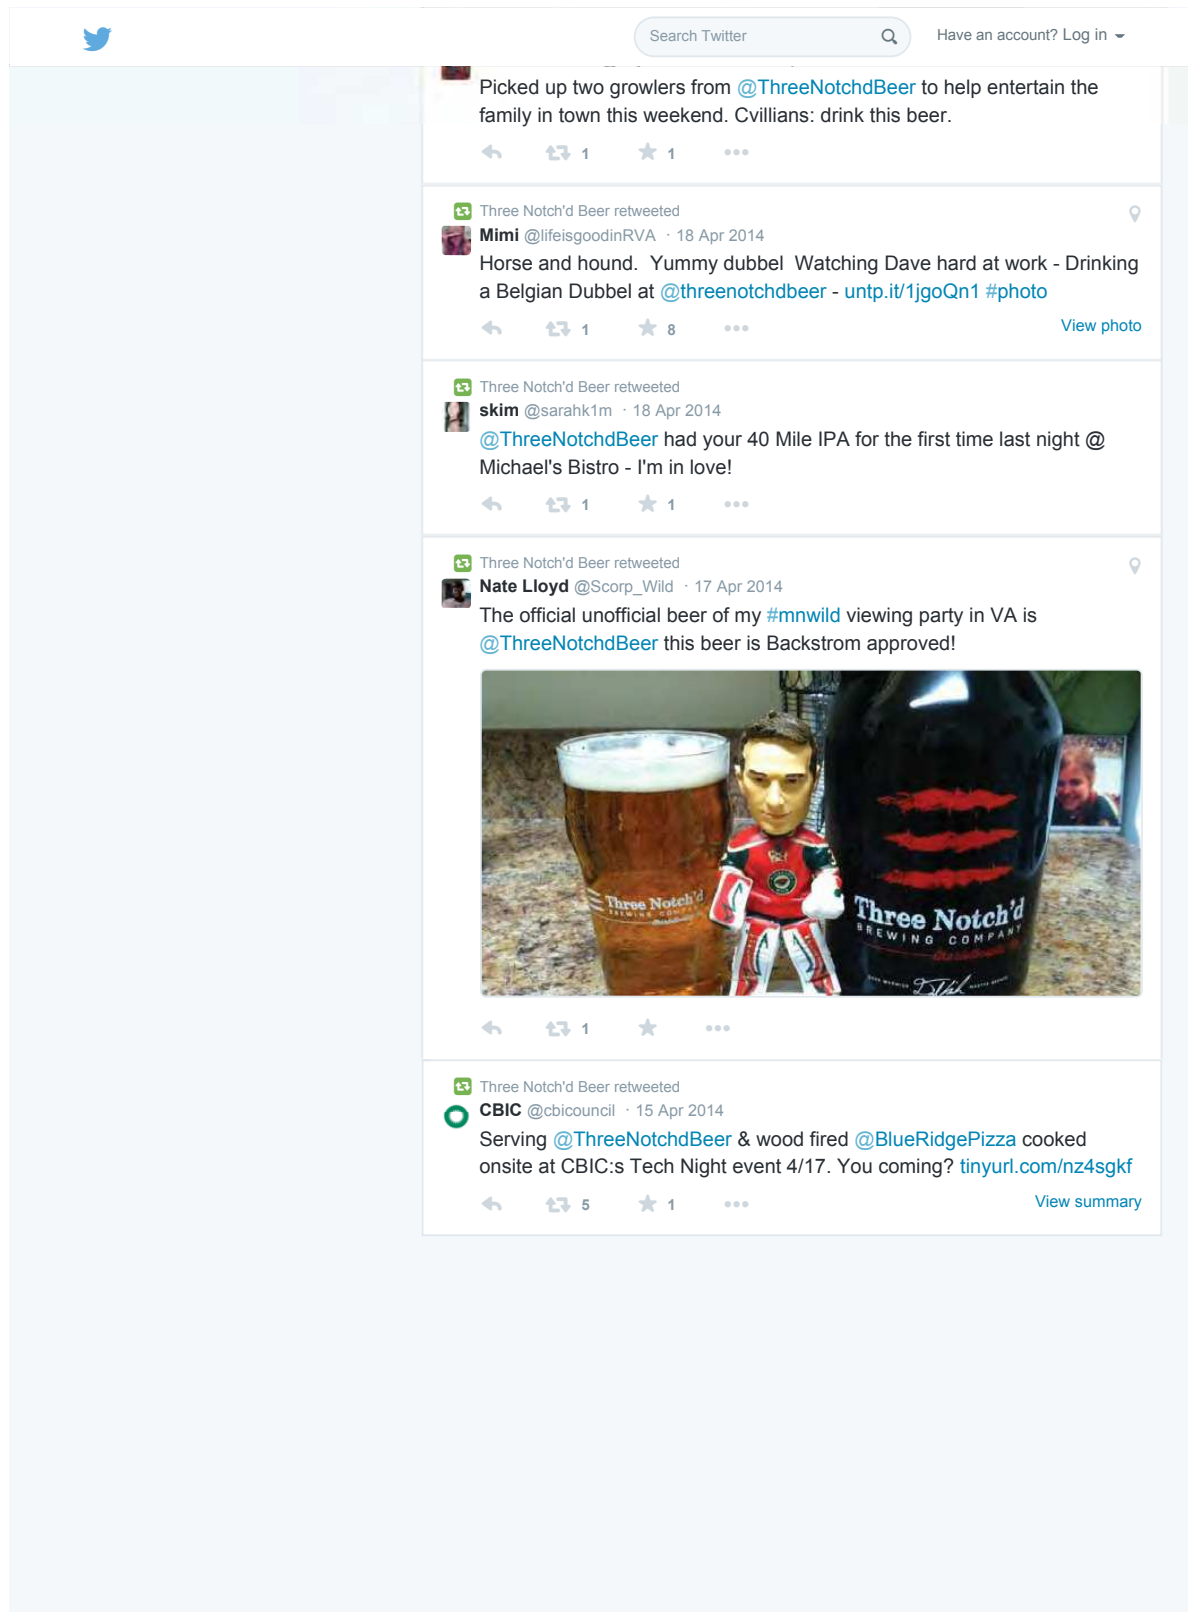 Search Twitter
Have an account? Log in
Picked up two growlers from @ThreeNotchdBeer to help entertain the
family in town this weekend. Cvillians: drink this beer.
1 1
Three Notch'd Beer retweeted
Mimi @lifeisgoodinRVA · 18 Apr 2014
Horse and hound. Yummy dubbel Watching Dave hard at work - Drinking
a Belgian Dubbel at @threenotchdbeer - untp.it/1jgoQn1 #photo
1 8 View photo
Three Notch'd Beer retweeted
skim @sarahk1m · 18 Apr 2014
@ThreeNotchdBeer had your 40 Mile IPA for the first time last night @
Michael's Bistro - I'm in love!
1 1
Three Notch'd Beer retweeted
Nate Lloyd @Scorp_Wild · 17 Apr 2014
The official unofficial beer of my #mnwild viewing party in VA is
@ThreeNotchdBeer this beer is Backstrom approved!
Three Notch'd
BREWING COMPANY
Three Notch'd
BREWING COMPANY
1
Three Notch'd Beer retweeted
CBIC @cbicouncil · 15 Apr 2014
Serving @ThreeNotchdBeer & wood fired @BlueRidgePizza cooked
onsite at CBIC:s Tech Night event 4/17. You coming? tinyurl.com/nz4sgkf
5 1 View summary